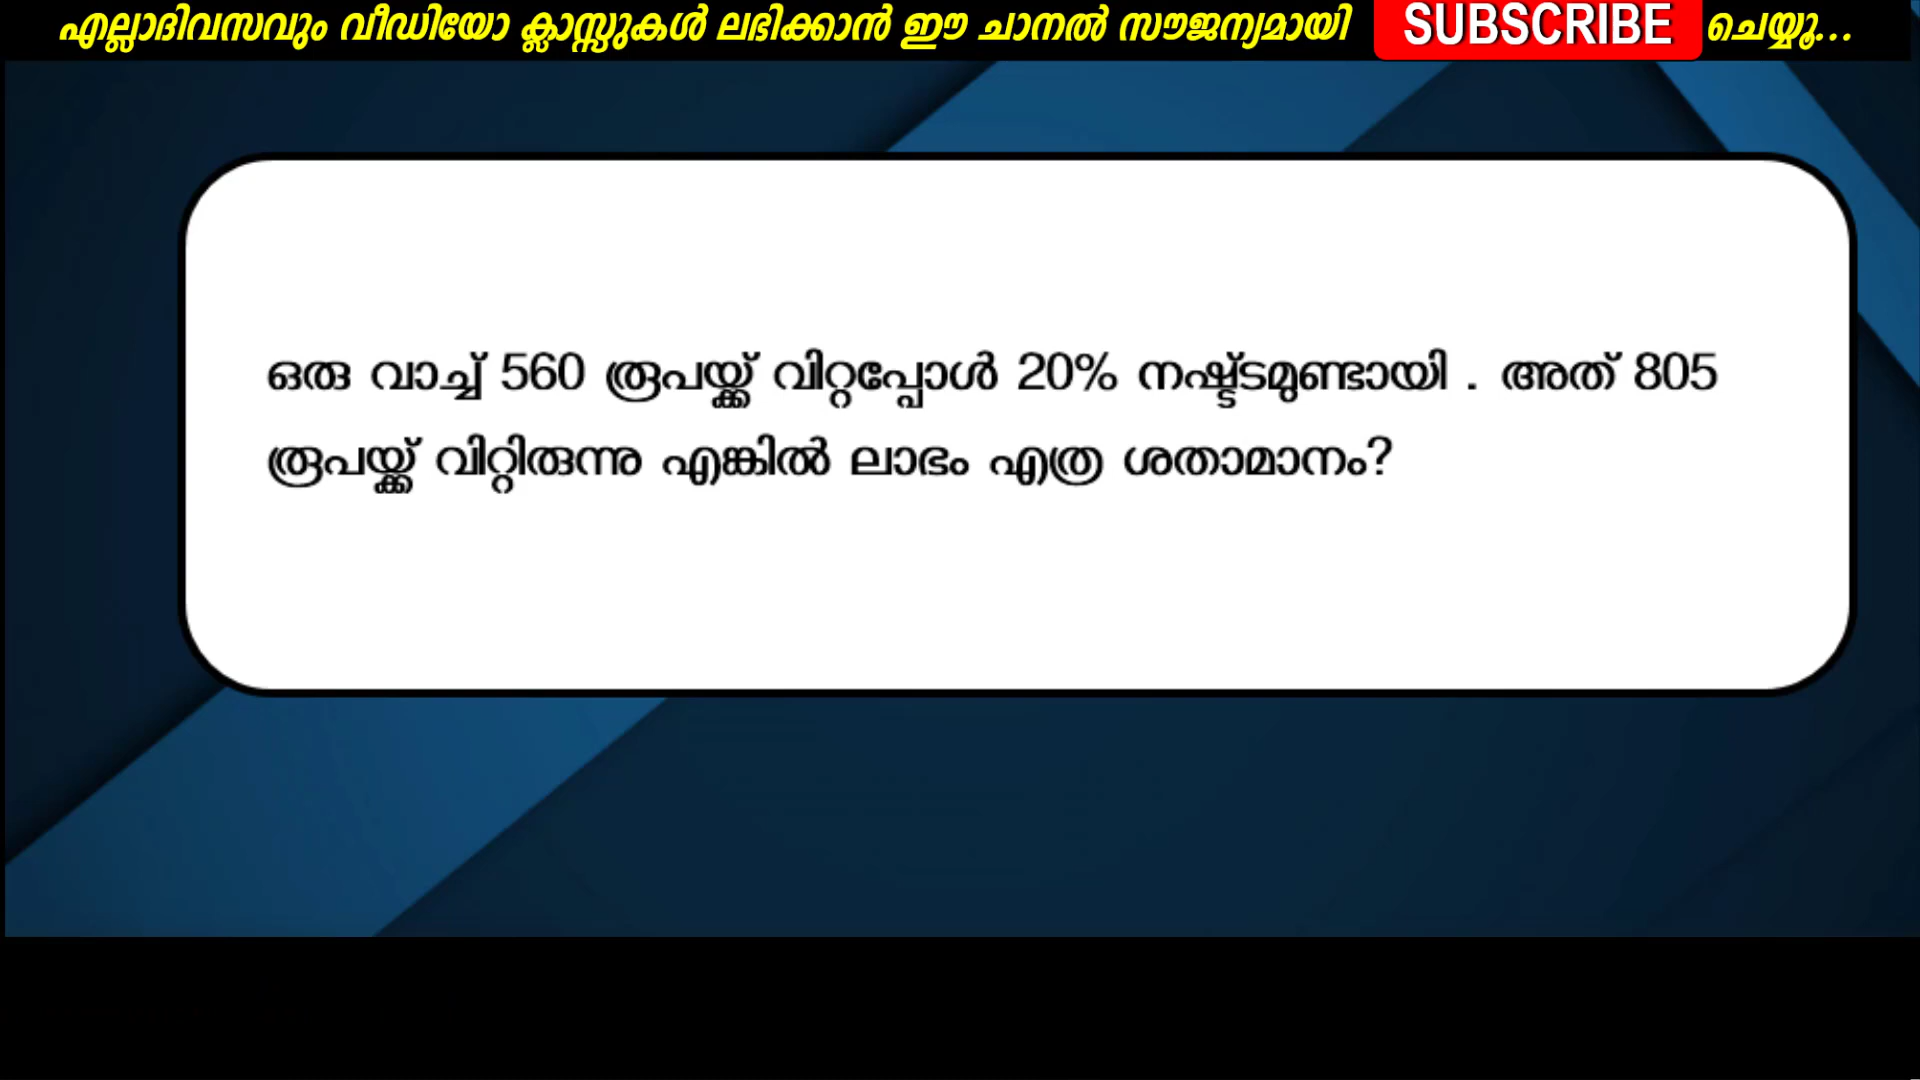 എല്ലാദിവസവും വീഡിയോ ക്ലാസ്സുകൾ ലഭിക്കാൻ ഈ ചാനൽ സൗജന്യമായി SUBSCRIBE ചെയ്യൂ...
ഒരു വാച്ച് 560 രൂപയ്ക്ക് വിറ്റപ്പോൾ 20% നഷ്ട്ടമുണ്ടായി . അത് 805
രൂപയ്ക്ക് വിറ്റിരുന്നു എങ്കിൽ ലാഭം എത്ര ശതാമാനം?